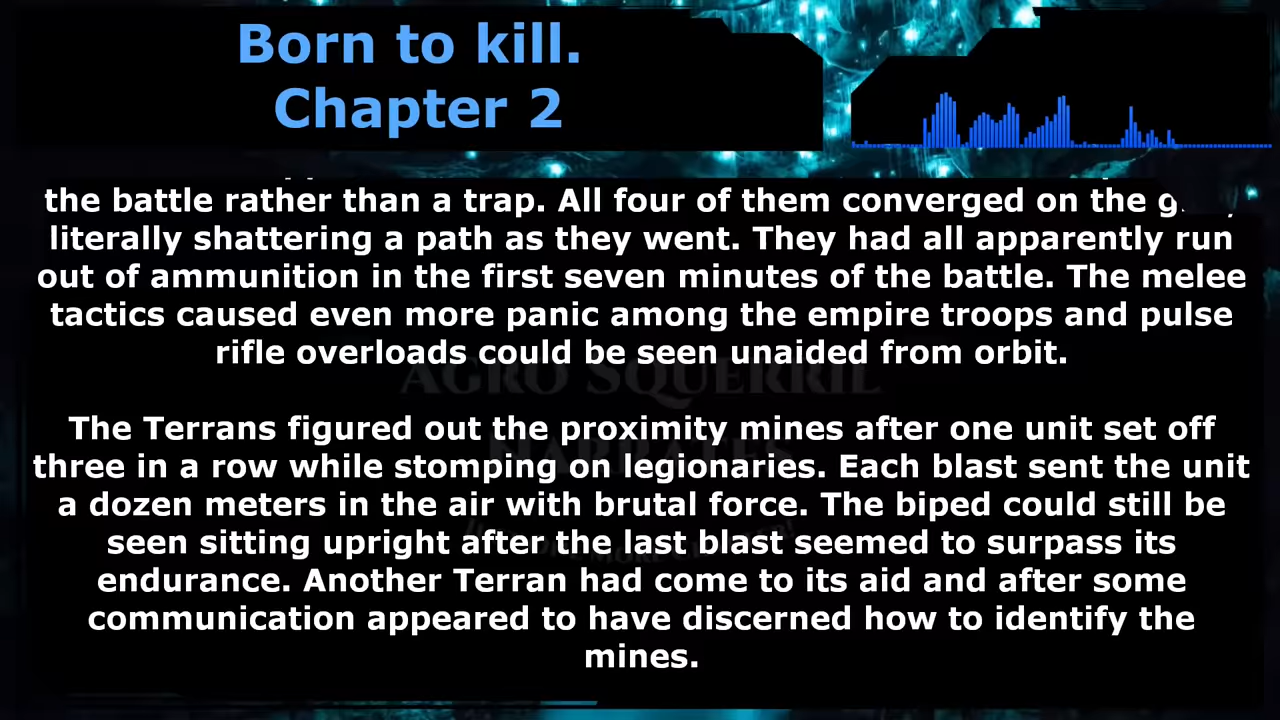 Born to kill.
Chapter 2
the battle rather than a trap. All four of them converged on the
literally shattering a path as they went. They had all apparently run
out of ammunition in the first seven minutes of the battle. The melee
tactics caused even more panic among the empire troops and pulse
rifle overloads could be seen unaided from orbit.
AGRO SQUERRIL
NARRATES
The Terrans figured out the proximity mines after one unit set off
three in a row while stomping on legionaries. Each blast sent the unit
a dozen meters in the air with brutal force. The biped could still be
seen sitting upright after the last blast seemed to surpass its
endurance. Another Terran had come to its aid and after some
communication appeared to have discerned how to identify the
mines.